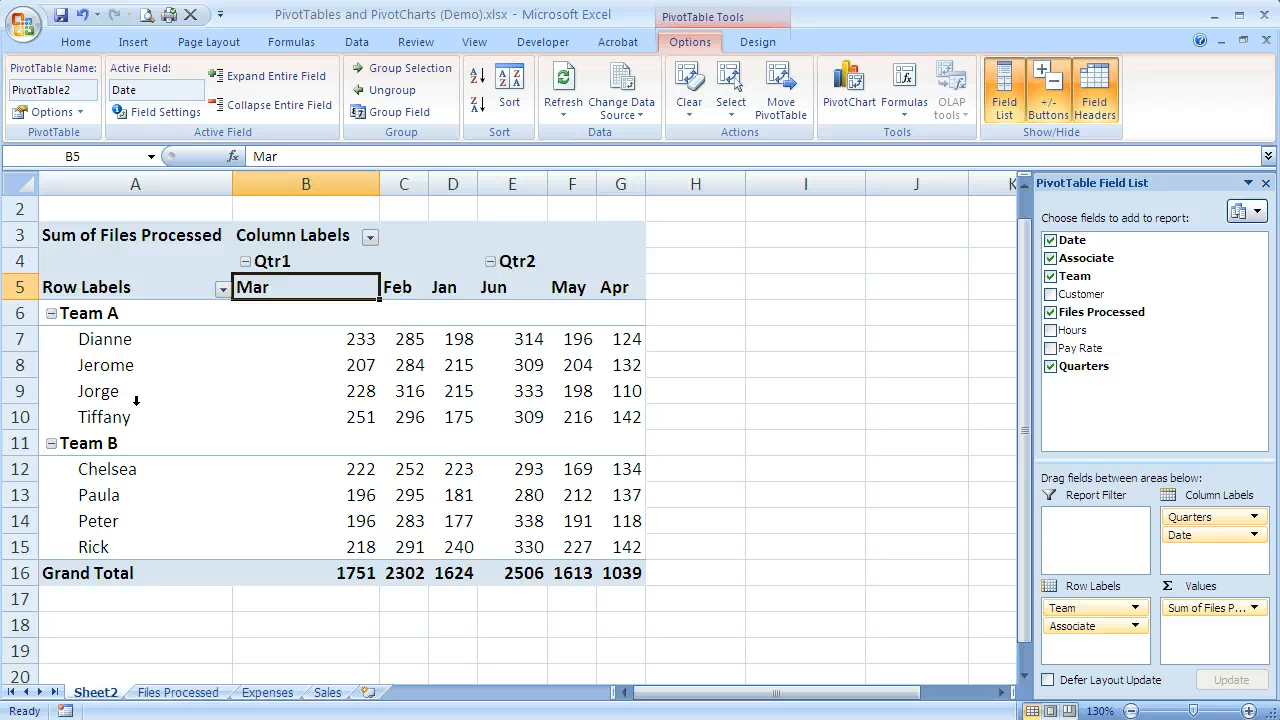 PivotTables and PivotCharts (Demo).xlsx - Microsoft Excel
PivotTable Tools
Home Insert Page Layout Formulas Data Review View Developer Acrobat Options Design
PivotTable Name:
PivotTable2
Options
PivotTable
Active Field:
Date
Field Settings
Expand Entire Field
Collapse Entire Field
Active Field
Group Selection
Ungroup
Group Field
Group
Sort
Sort
Refresh
Change Data Source
Data
Clear
Select
Move PivotTable
Actions
PivotChart
Formulas
OLAP tools
Tools
Field List
+/- Buttons
Field Headers
Show/Hide
B5 fx Mar
A B C D E F G H I J K
2
3 Sum of Files Processed Column Labels
4 Qtr1 Qtr2
5 Row Labels Mar Feb Jan Jun May Apr
6 Team A
7 Dianne 233 285 198 314 196 124
8 Jerome 207 284 215 309 204 132
9 Jorge 228 316 215 333 198 110
10 Tiffany 251 296 175 309 216 142
11 Team B
12 Chelsea 222 252 223 293 169 134
13 Paula 196 295 181 280 212 137
14 Peter 196 283 177 338 191 118
15 Rick 218 291 240 330 227 142
16 Grand Total 1751 2302 1624 2506 1613 1039
17
18
19
20
PivotTable Field List
Choose fields to add to report:
Date
Associate
Team
Customer
Files Processed
Hours
Pay Rate
Quarters
Drag fields between areas below:
Report Filter
Column Labels
Quarters
Date
Row Labels
Team
Associate
Σ Values
Sum of Files P...
Defer Layout Update
Update
Sheet2 Files Processed Expenses Sales
Ready
130%